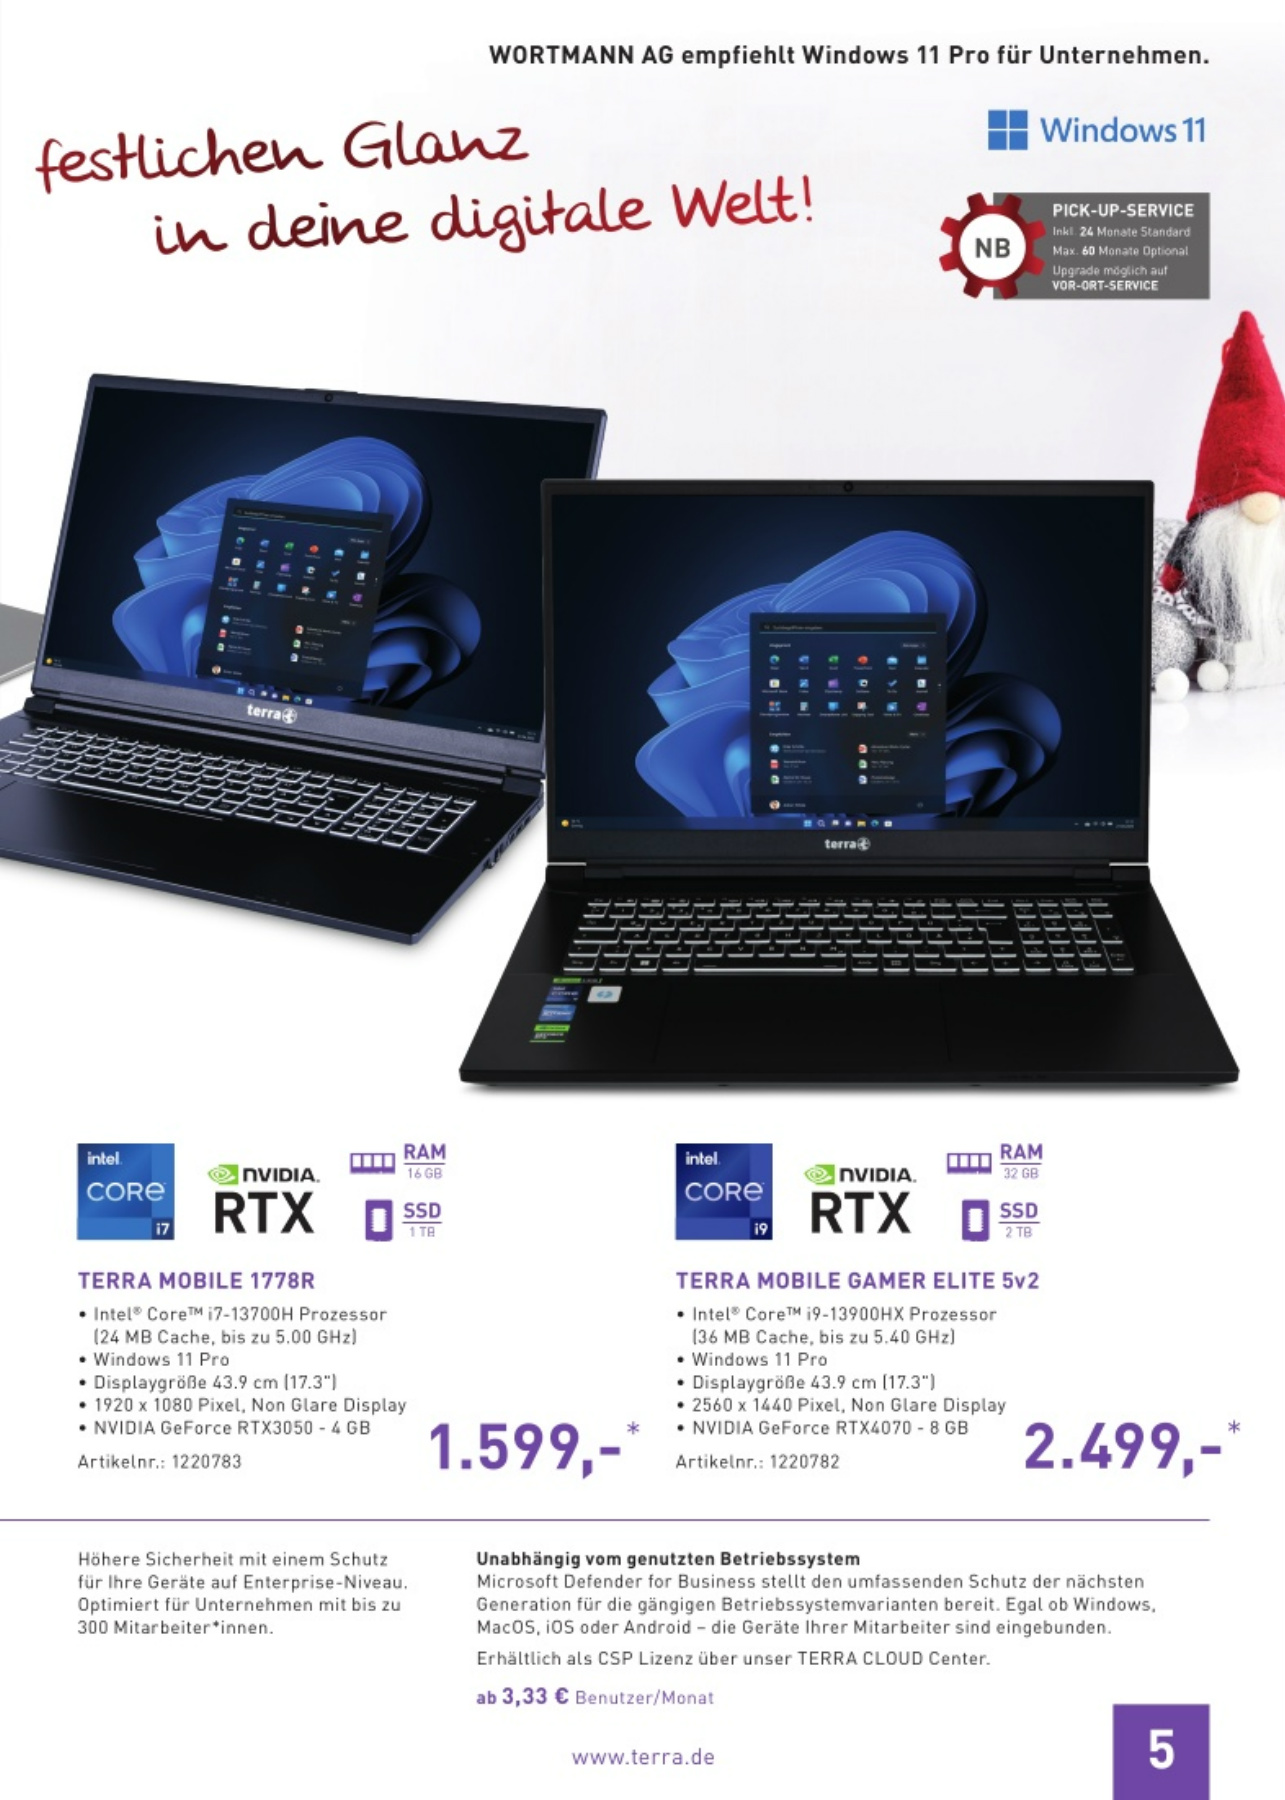 WORTMANN AG empfiehlt Windows 11 Pro für Unternehmen.
festlichen Glanz
in deine digitale Welt!
Windows 11
NB
PICK-UP-SERVICE
Inkl. 24 Monate Standard
Max. 60 Monate Optional
Upgrade möglich auf
VOR-ORT-SERVICE
terra
terra
intel.
CORE
i7
NVIDIA.
RTX
RAM
16 GB
SSD
1 TB
TERRA MOBILE 1778R
• Intel® Core™ i7-13700H Prozessor
(24 MB Cache, bis zu 5.00 GHz)
• Windows 11 Pro
• Displaygröße 43.9 cm (17.3")
• 1920 x 1080 Pixel, Non Glare Display
• NVIDIA GeForce RTX3050 - 4 GB
Artikelnr.: 1220783
1.599,-*
intel.
CORE
i9
NVIDIA.
RTX
RAM
32 GB
SSD
2 TB
TERRA MOBILE GAMER ELITE 5v2
• Intel® Core™ i9-13900HX Prozessor
(36 MB Cache, bis zu 5.40 GHz)
• Windows 11 Pro
• Displaygröße 43.9 cm (17.3")
• 2560 x 1440 Pixel, Non Glare Display
• NVIDIA GeForce RTX4070 - 8 GB
Artikelnr.: 1220782
2.499,-*
Höhere Sicherheit mit einem Schutz
für Ihre Geräte auf Enterprise-Niveau.
Optimiert für Unternehmen mit bis zu
300 Mitarbeiter*innen.
Unabhängig vom genutzten Betriebssystem
Microsoft Defender for Business stellt den umfassenden Schutz der nächsten
Generation für die gängigen Betriebssystemvarianten bereit. Egal ob Windows,
MacOS, iOS oder Android – die Geräte Ihrer Mitarbeiter sind eingebunden.
Erhältlich als CSP Lizenz über unser TERRA CLOUD Center.
ab 3,33 € Benutzer/Monat
www.terra.de
5